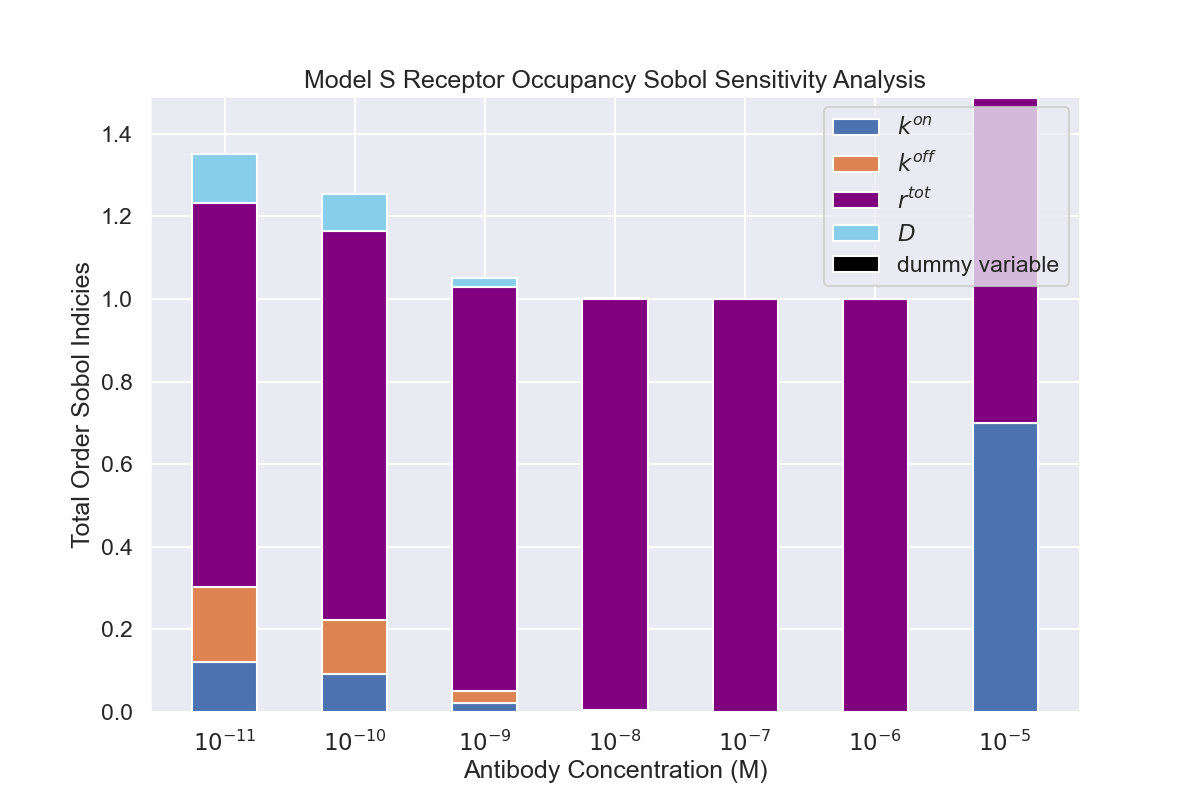 Model S Receptor Occupancy Sobol Sensitivity Analysis
1.4
1.2
1.0
0.8
0.6
0.4
0.2
0.0
Total Order Sobol Indicies
k^on
k^off
r^tot
D
dummy variable
10^−11 10^−10 10^−9 10^−8 10^−7 10^−6 10^−5
Antibody Concentration (M)